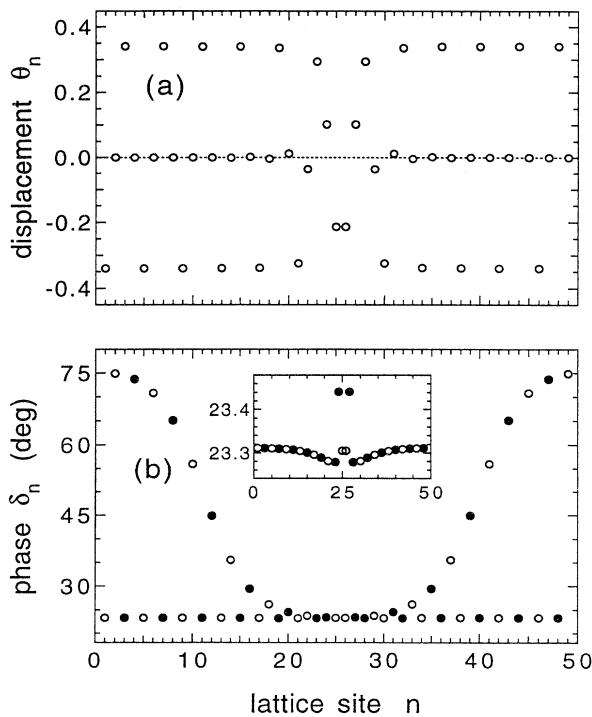 0.4
0.2
0.0
-0.2
-0.4
displacement θn
(a)
75
60
45
30
phase δn (deg)
(b)
23.4
23.3
0 25 50
0 10 20 30 40 50
lattice site n